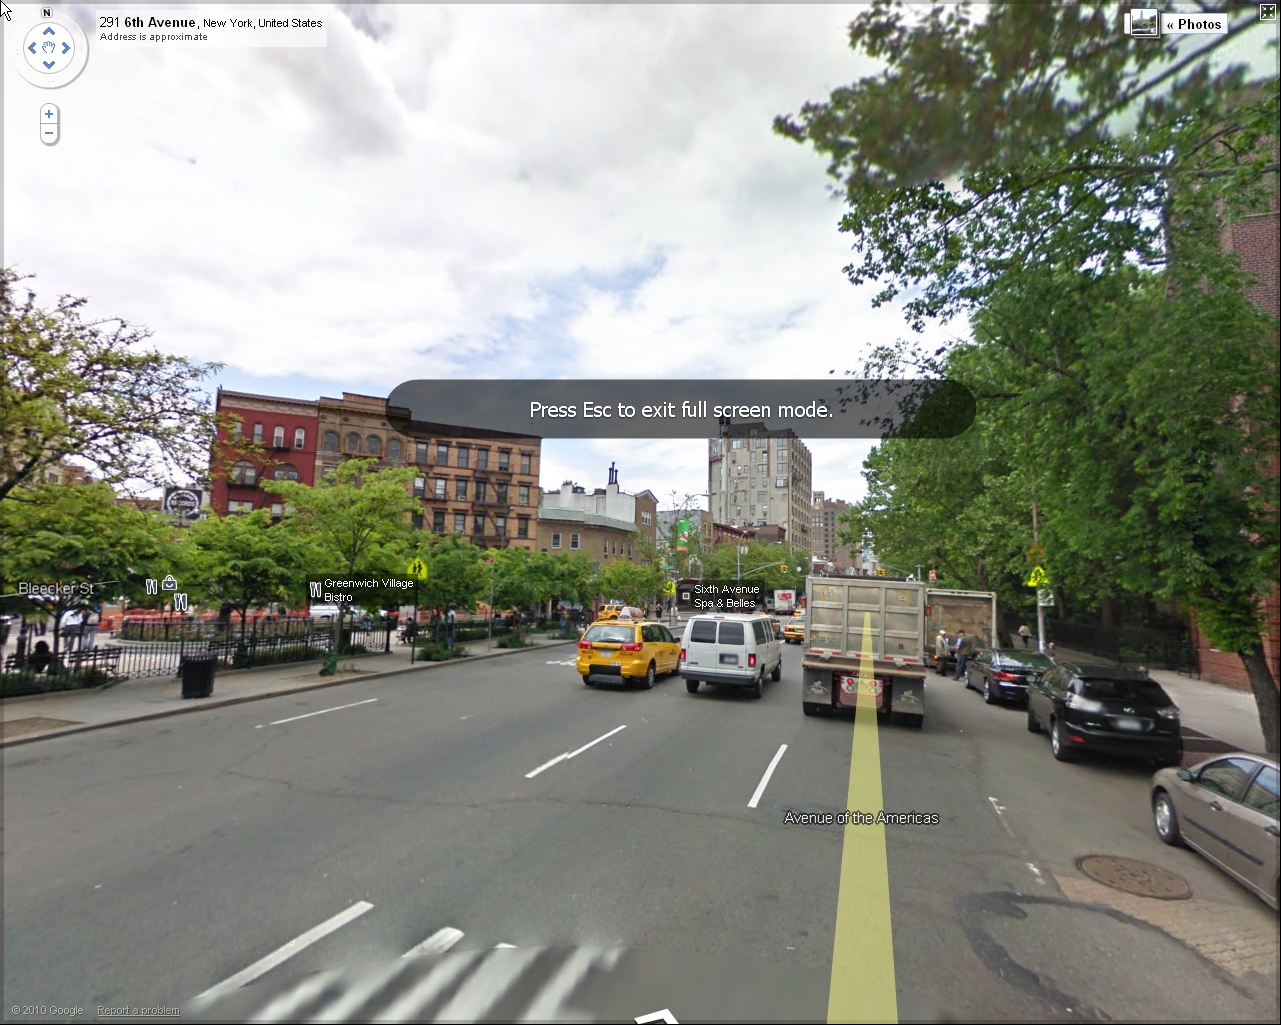 N
291 6th Avenue, New York, United States
Address is approximate
« Photos
Press Esc to exit full screen mode.
RECORDS
Bleecker St
Greenwich Village
Bistro
Sixth Avenue
Spa & Belles
Avenue of the Americas
© 2010 Google
Report a problem